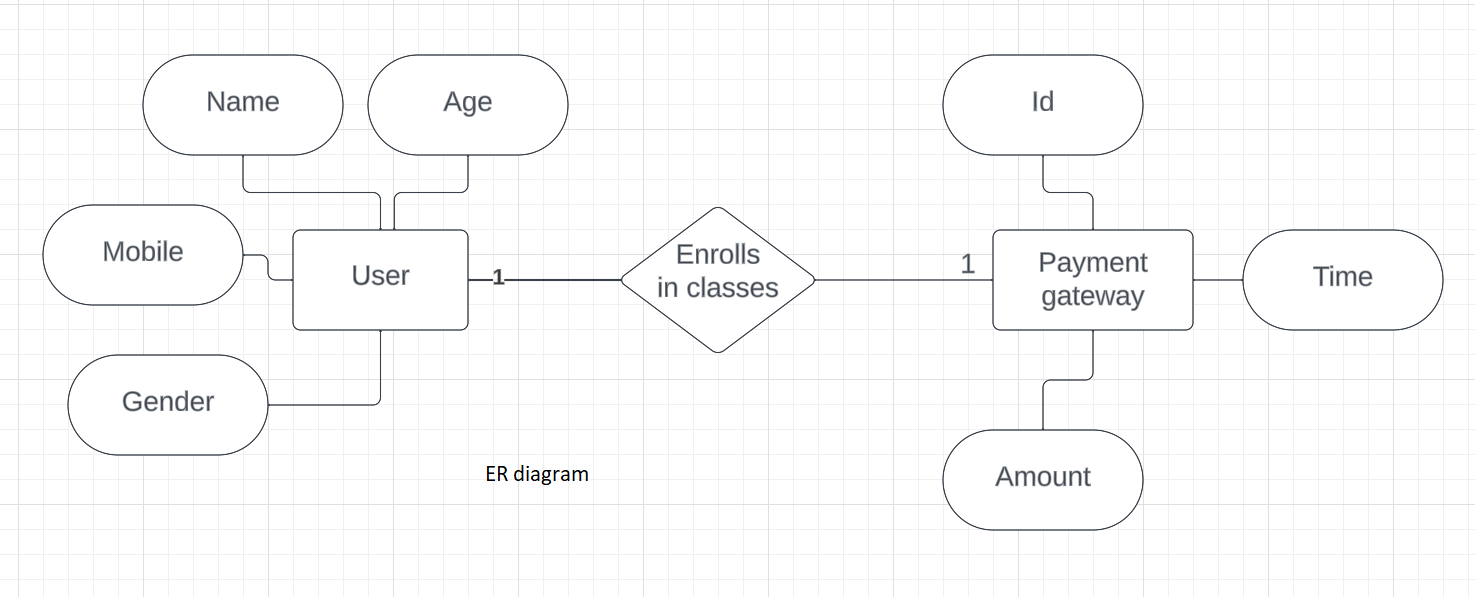 Name
Age
Id
Mobile
User
1
Enrolls
in classes
1
Payment
gateway
Time
Gender
ER diagram
Amount